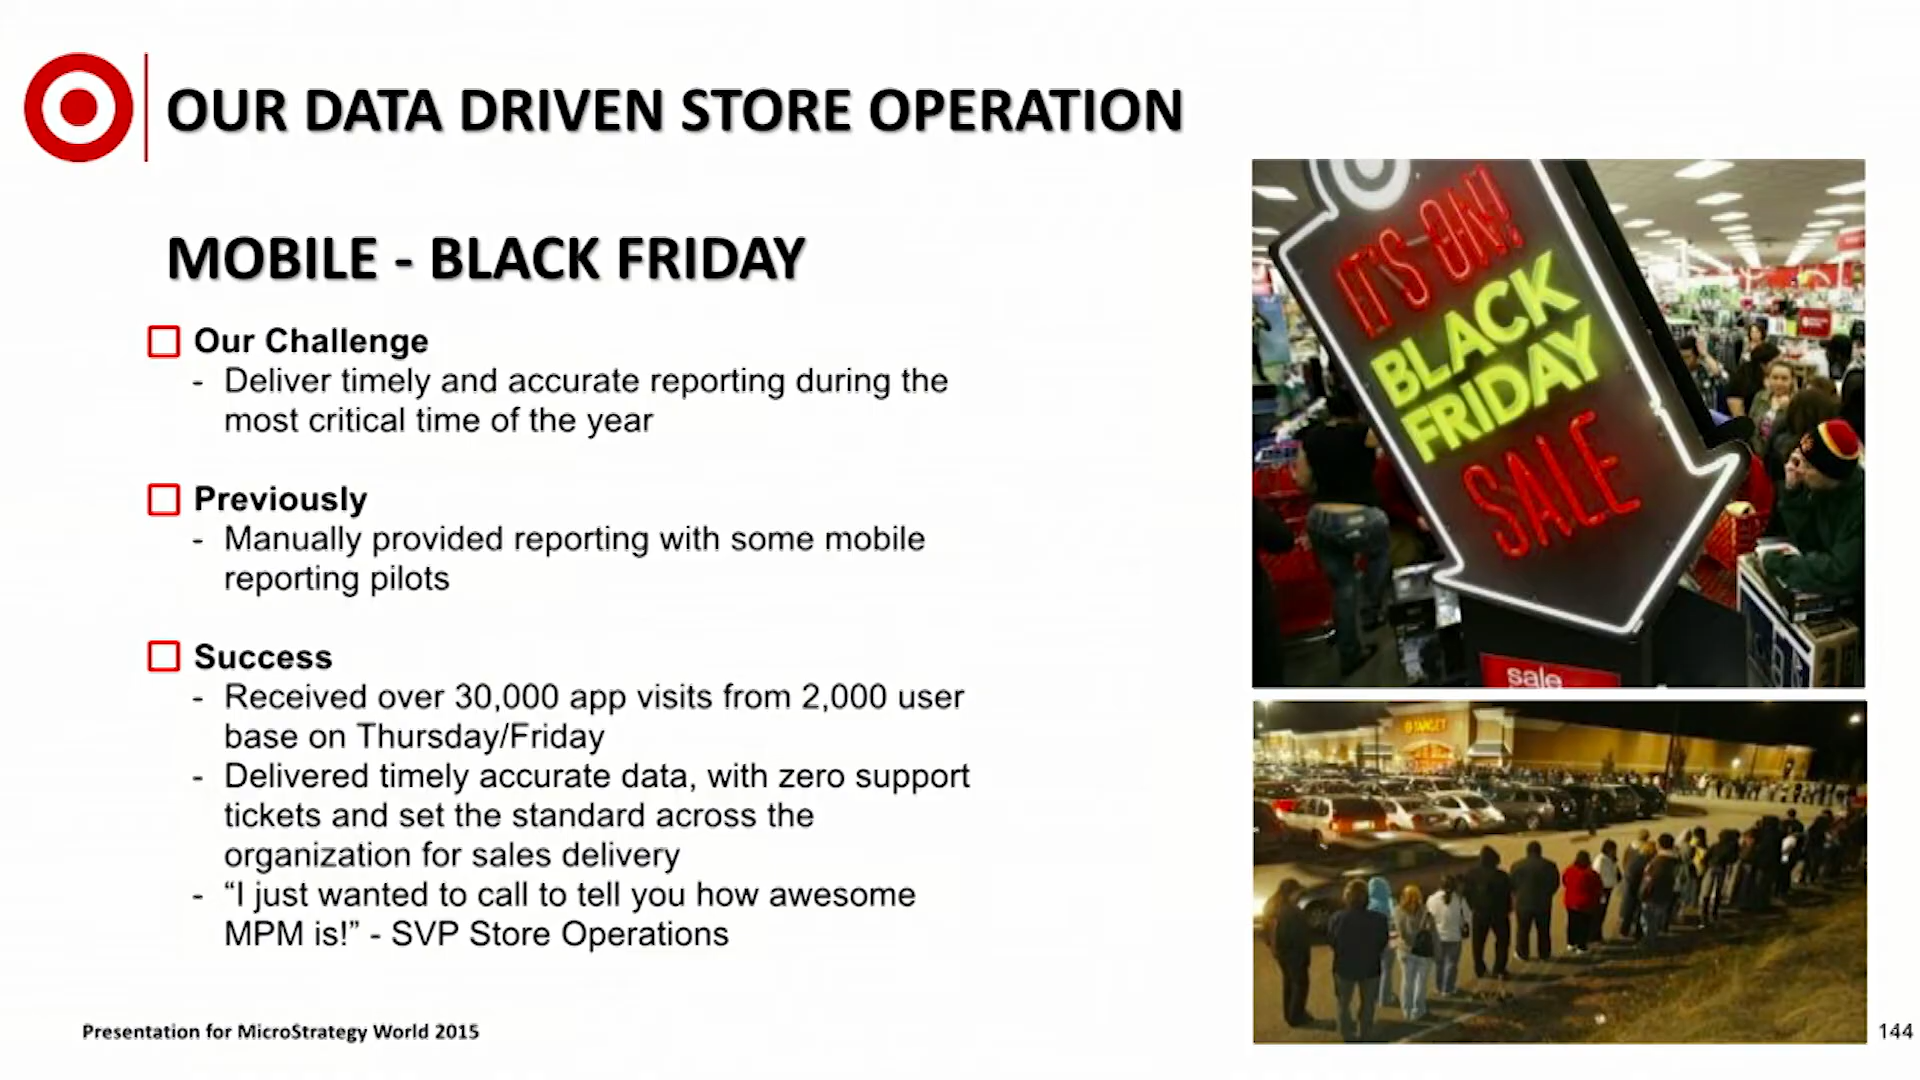 OUR DATA DRIVEN STORE OPERATION
MOBILE - BLACK FRIDAY
Our Challenge
- Deliver timely and accurate reporting during the
most critical time of the year
Previously
- Manually provided reporting with some mobile
reporting pilots
Success
- Received over 30,000 app visits from 2,000 user
base on Thursday/Friday
- Delivered timely accurate data, with zero support
tickets and set the standard across the
organization for sales delivery
- “I just wanted to call to tell you how awesome
MPM is!” - SVP Store Operations
IT'S ON!
BLACK
FRIDAY
SALE
sale
TARGET
Presentation for MicroStrategy World 2015
144